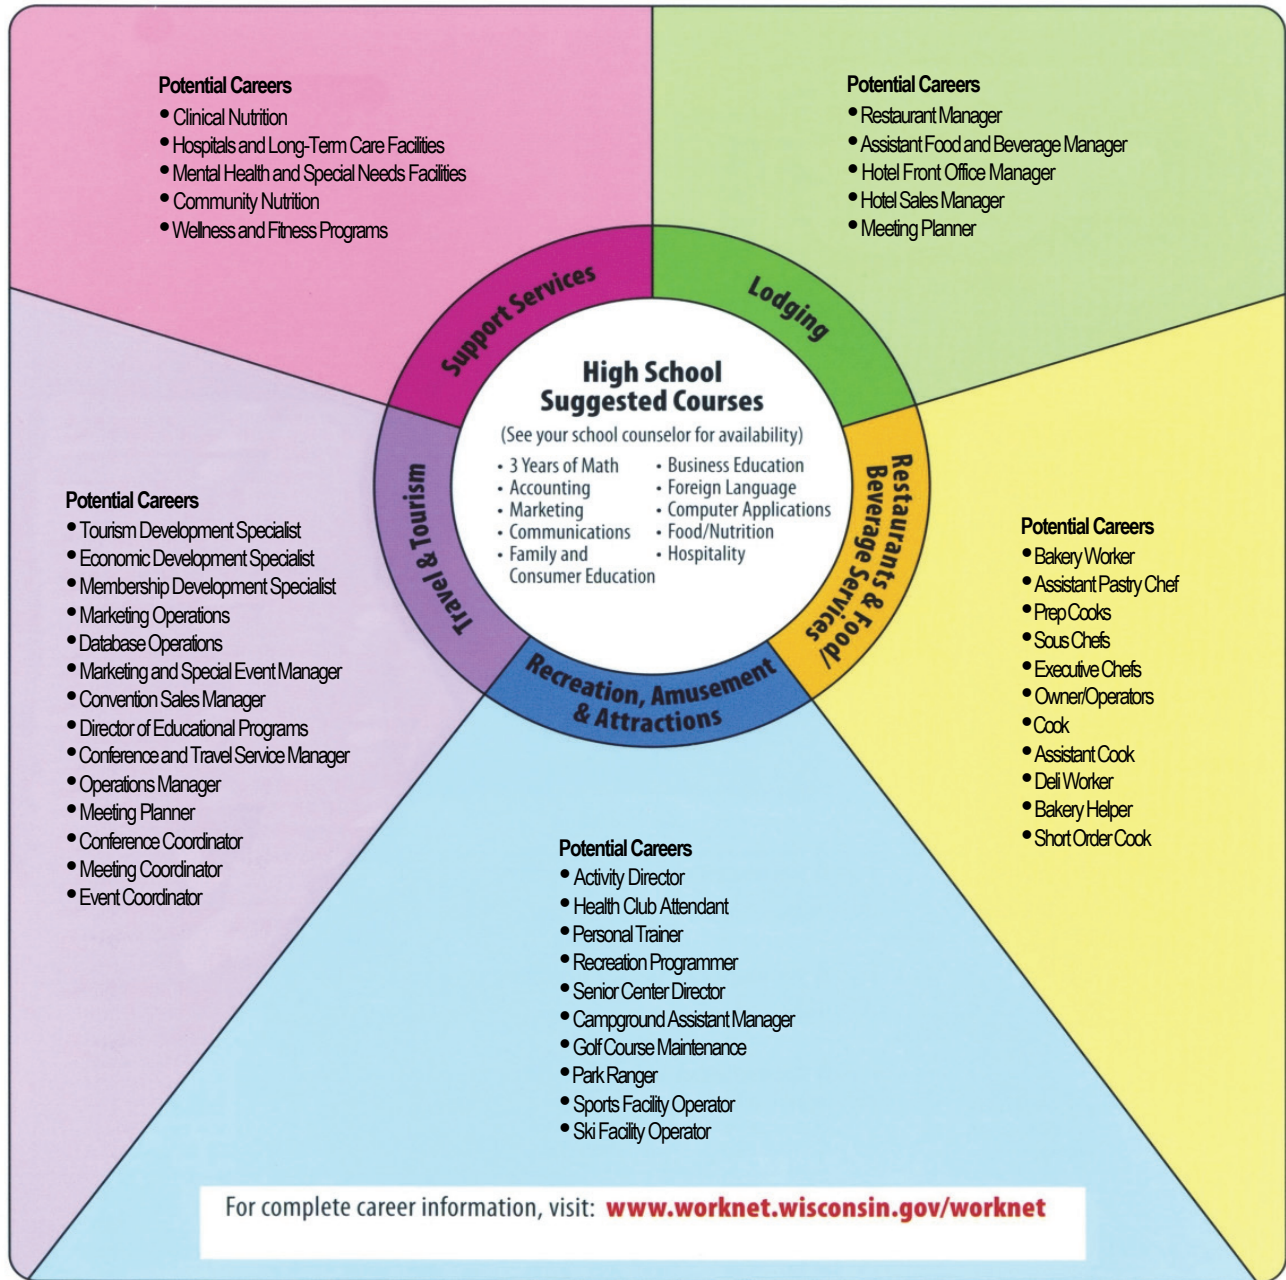 Potential Careers
• Clinical Nutrition
• Hospitals and Long-Term Care Facilities
• Mental Health and Special Needs Facilities
• Community Nutrition
• Wellness and Fitness Programs
Potential Careers
• Restaurant Manager
• Assistant Food and Beverage Manager
• Hotel Front Office Manager
• Hotel Sales Manager
• Meeting Planner
Support Services
Lodging
High School
Suggested Courses
(See your school counselor for availability)
• 3 Years of Math
• Accounting
• Marketing
• Communications
• Family and
Consumer Education
• Business Education
• Foreign Language
• Computer Applications
• Food/Nutrition
• Hospitality
Travel & Tourism
Restaurants & Food/
Beverage Services
Recreation, Amusement
& Attractions
Potential Careers
• Tourism Development Specialist
• Economic Development Specialist
• Membership Development Specialist
• Marketing Operations
• Database Operations
• Marketing and Special Event Manager
• Convention Sales Manager
• Director of Educational Programs
• Conference and Travel Service Manager
• Operations Manager
• Meeting Planner
• Conference Coordinator
• Meeting Coordinator
• Event Coordinator
Potential Careers
• Bakery Worker
• Assistant Pastry Chef
• Prep Cooks
• Sous Chefs
• Executive Chefs
• Owner/Operators
• Cook
• Assistant Cook
• Deli Worker
• Bakery Helper
• Short Order Cook
Potential Careers
• Activity Director
• Health Club Attendant
• Personal Trainer
• Recreation Programmer
• Senior Center Director
• Campground Assistant Manager
• Golf Course Maintenance
• Park Ranger
• Sports Facility Operator
• Ski Facility Operator
For complete career information, visit: www.worknet.wisconsin.gov/worknet